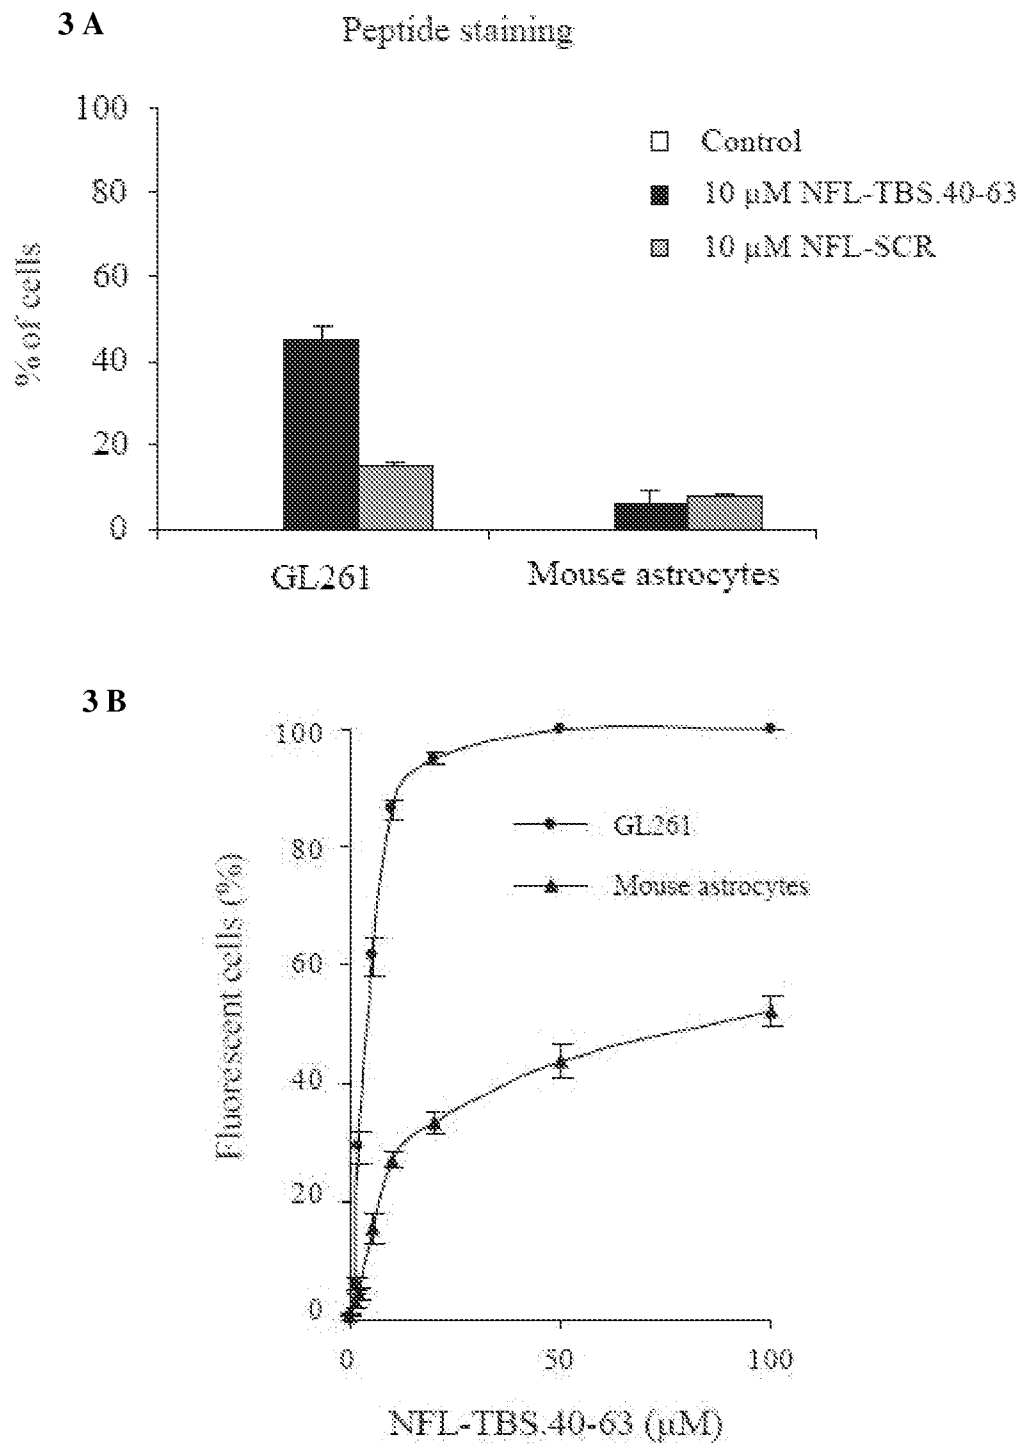 3 A
Peptide staining
100
80
60
40
20
0
% of cells
Control
10 µM NFL-TBS.40-63
10 µM NFL-SCR
GL261
Mouse astrocytes
3 B
100
80
60
40
20
0
Fluorescent cells (%)
GL261
Mouse astrocytes
0
50
100
NFL-TBS.40-63 (µM)